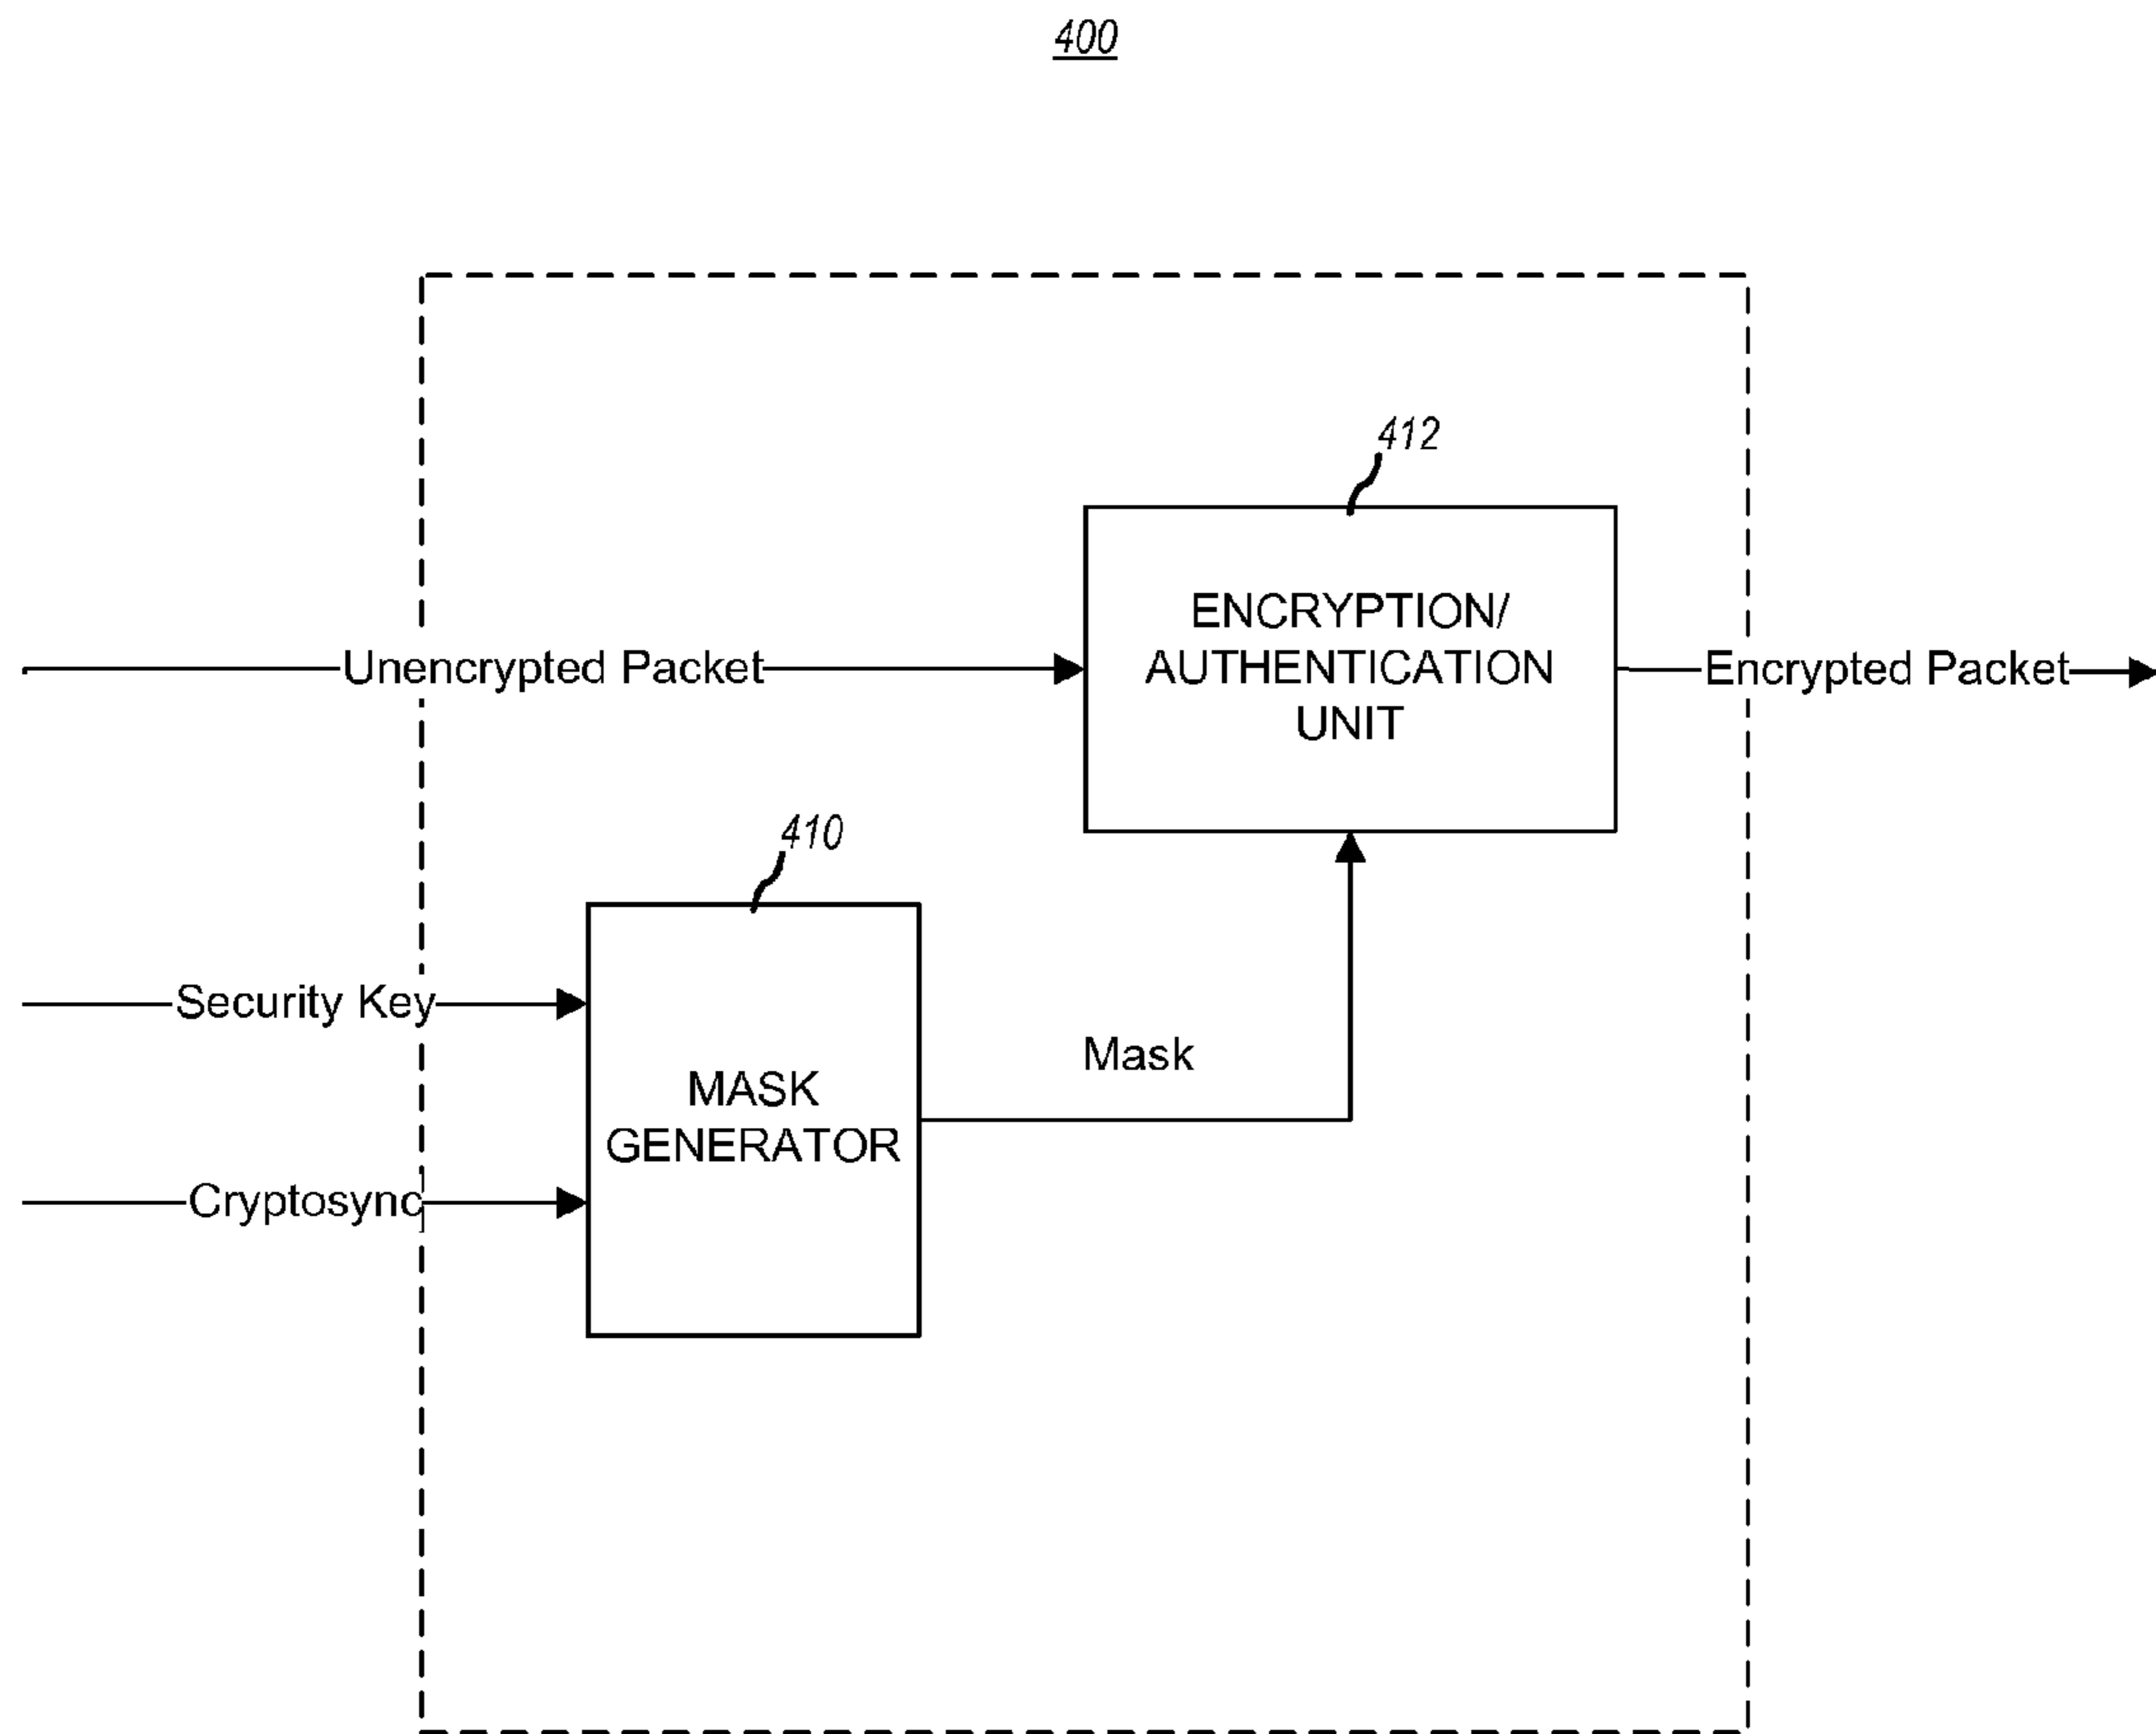 400
412
ENCRYPTION/
AUTHENTICATION
UNIT
Unencrypted Packet
Encrypted Packet
410
Security Key
Mask
MASK
GENERATOR
Cryptosync